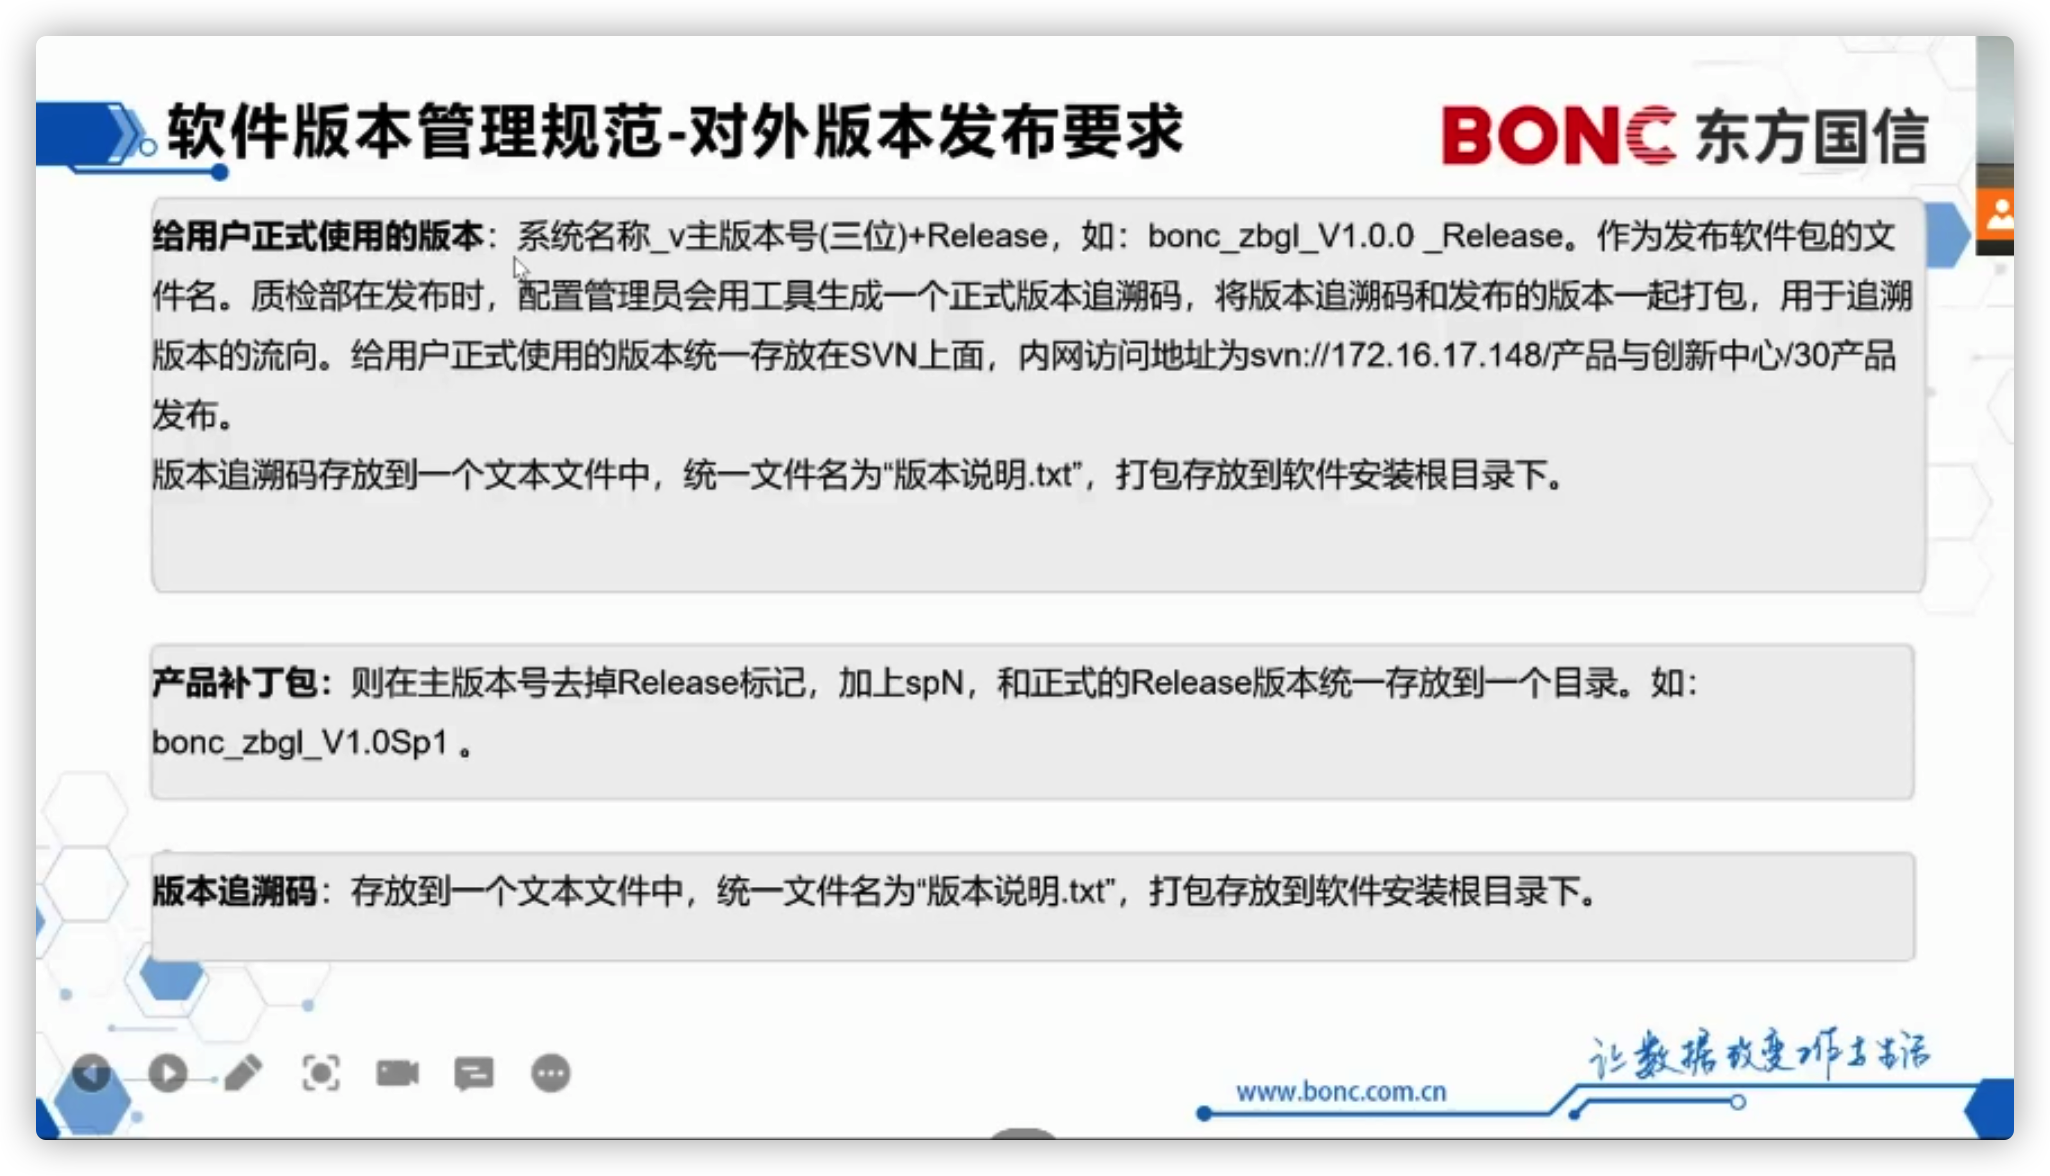 软件版本管理规范-对外版本发布要求
BONC 东方国信
给用户正式使用的版本：系统名称_v主版本号(三位)+Release，如：bonc_zbgl_V1.0.0 _Release。作为发布软件包的文
件名。质检部在发布时，配置管理员会用工具生成一个正式版本追溯码，将版本追溯码和发布的版本一起打包，用于追溯
版本的流向。给用户正式使用的版本统一存放在SVN上面，内网访问地址为svn://172.16.17.148/产品与创新中心/30产品
发布。
版本追溯码存放到一个文本文件中，统一文件名为“版本说明.txt”，打包存放到软件安装根目录下。
产品补丁包：则在主版本号去掉Release标记，加上spN，和正式的Release版本统一存放到一个目录。如：
bonc_zbgl_V1.0Sp1 。
版本追溯码：存放到一个文本文件中，统一文件名为“版本说明.txt”，打包存放到软件安装根目录下。
让数据改变工作与生活
www.bonc.com.cn